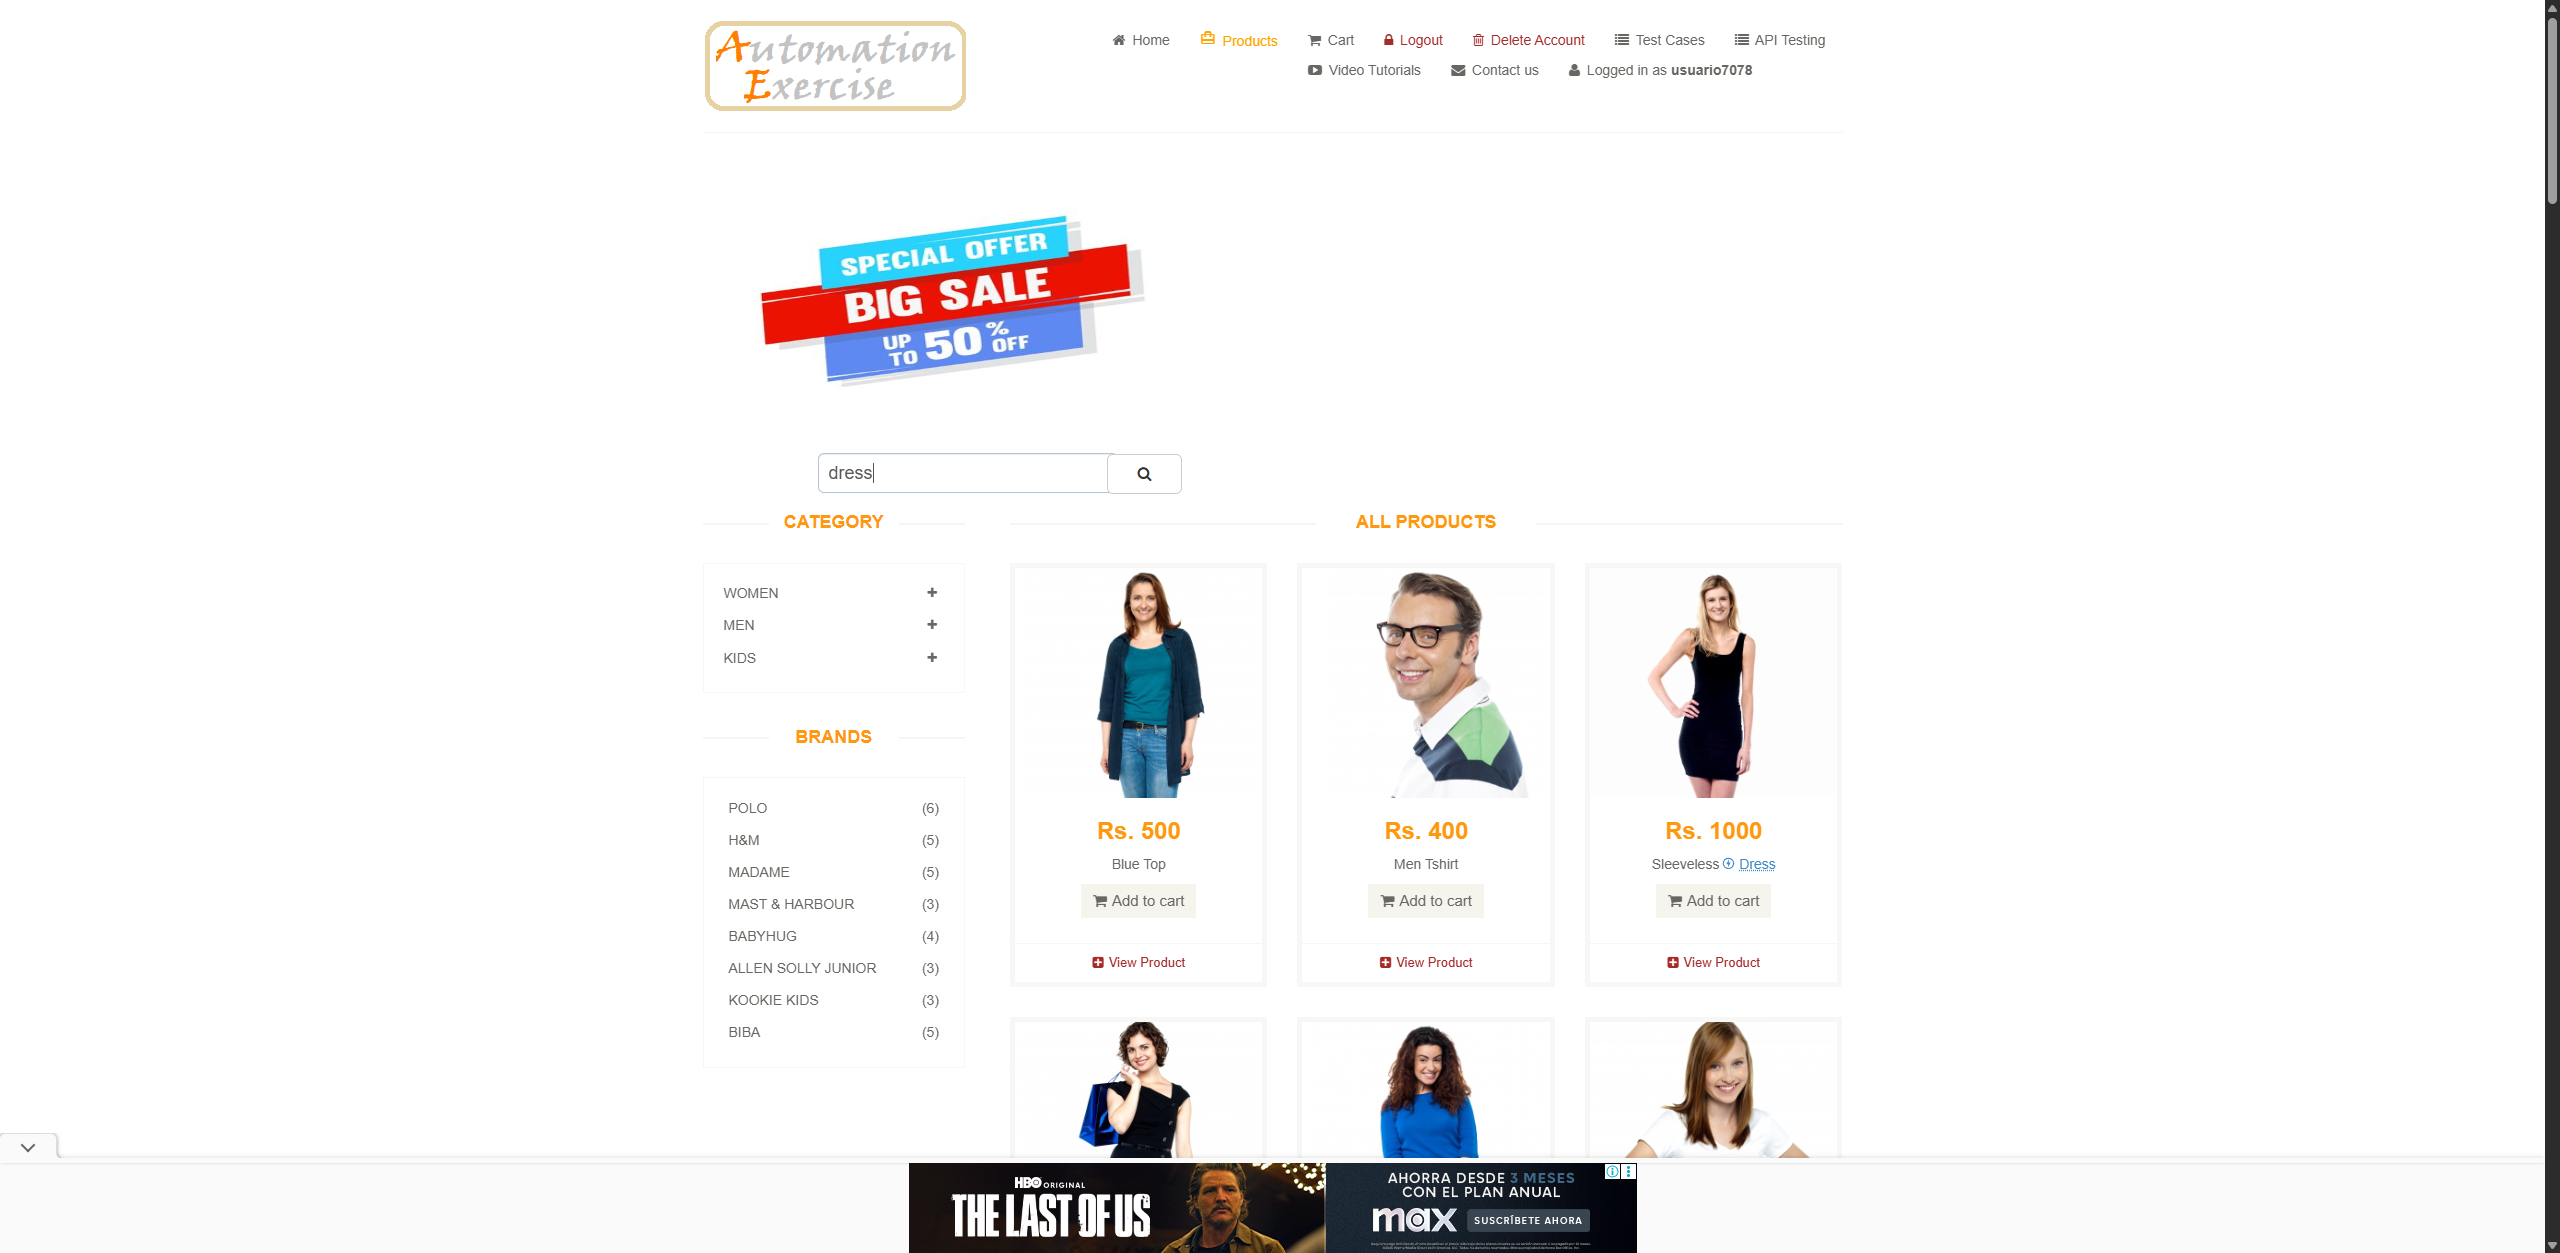 Automation
Exercise
Home
Products
Cart
Logout
Delete Account
Test Cases
API Testing
Video Tutorials
Contact us
Logged in as usuario7078
SPECIAL OFFER
BIG SALE
UP TO 50% OFF
dress
CATEGORY
WOMEN
MEN
KIDS
BRANDS
POLO (6)
H&M (5)
MADAME (5)
MAST & HARBOUR (3)
BABYHUG (4)
ALLEN SOLLY JUNIOR (3)
KOOKIE KIDS (3)
BIBA (5)
ALL PRODUCTS
Rs. 500
Blue Top
Add to cart
View Product
Rs. 400
Men Tshirt
Add to cart
View Product
Rs. 1000
Sleeveless Dress
Add to cart
View Product
HBO ORIGINAL
THE LAST OF US
AHORRA DESDE 3 MESES
CON EL PLAN ANUAL
max
SUSCRÍBETE AHORA